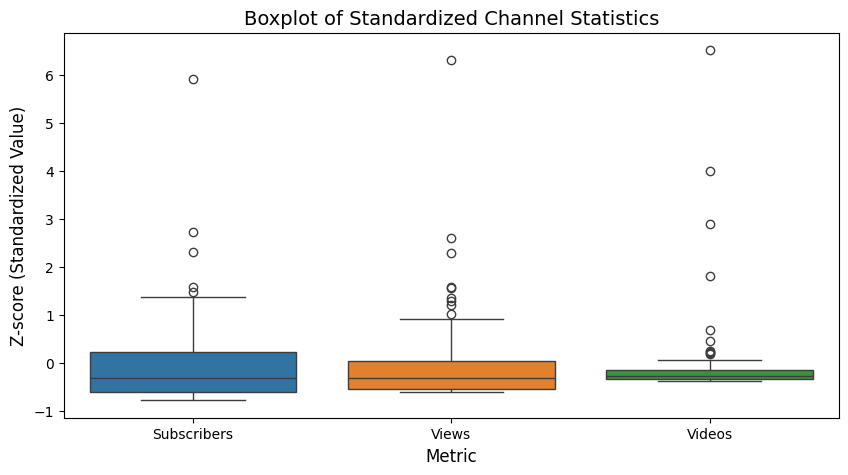 Boxplot of Standardized Channel Statistics
Z-score (Standardized Value)
6
5
4
3
2
1
0
−1
Subscribers
Views
Videos
Metric